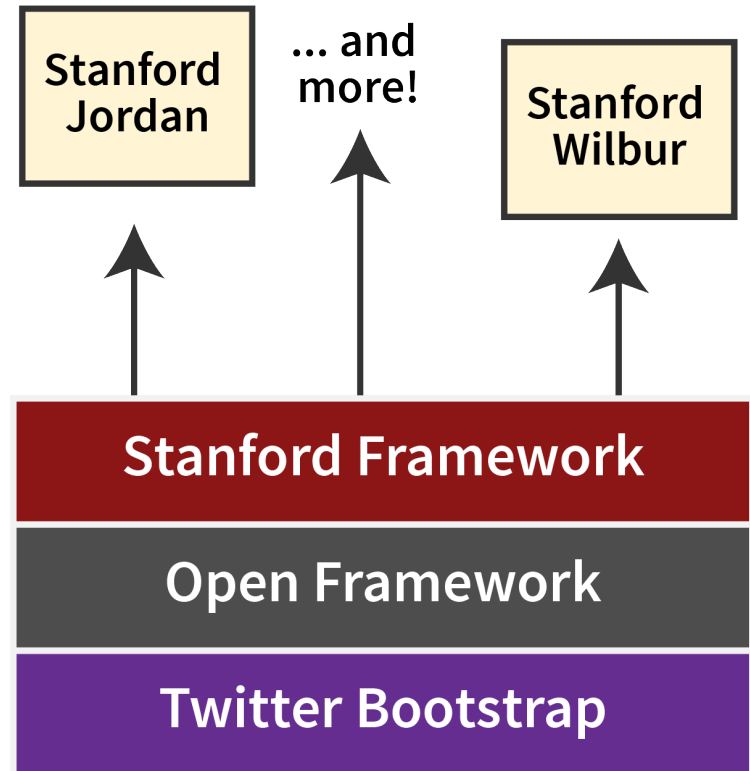 Stanford
Jordan
... and
more!
Stanford
Wilbur
Stanford Framework
Open Framework
Twitter Bootstrap